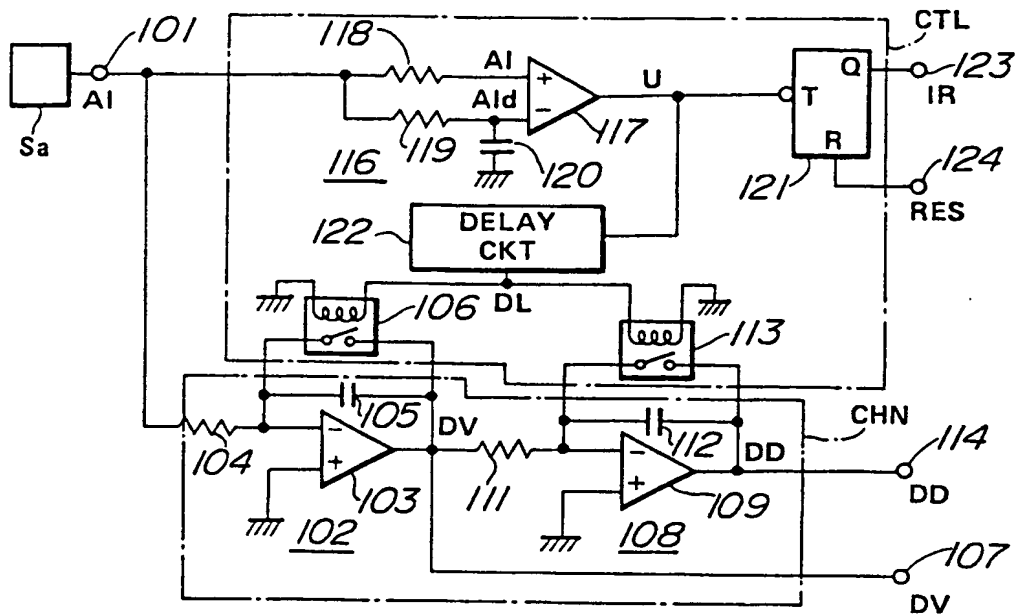 CTL
101
118
AI
+
U
Q
123
IR
AI
Sa
AId
−
117
T
119
R
124
116
120
121
RES
122
DELAY
CKT
DL
106
113
105
DV
112
DD
CHN
114
104
−
+
103
111
−
+
109
DD
102
108
107
DV